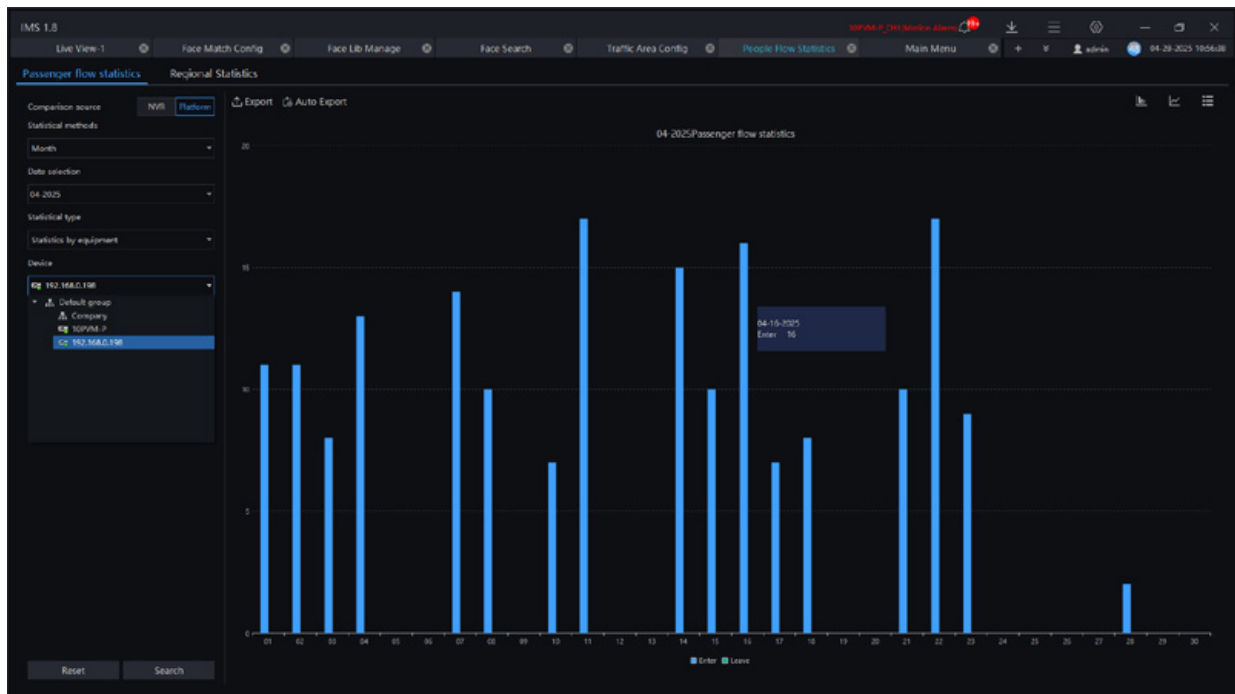 IMS 1.8
10PVM-P_CH1(Motion Alarm) 99+
Live View-1 Face Match Config Face Lib Manage Face Search Traffic Area Config People Flow Statistics Main Menu + admin 04-28-2025 10:56:38
Passenger flow statistics Regional Statistics
Comparison source NVR Platform
Export Auto Export
Statistical methods
Month
Date selection
04-2025
Statistical type
Statistics by equipment
Device
192.168.0.198
Default group
Company
10PVM-P
192.168.0.198
Reset Search
04-2025Passenger flow statistics
20
15
10
5
0
04-16-2025
Enter 16
01 02 03 04 05 06 07 08 09 10 11 12 13 14 15 16 17 18 19 20 21 22 23 24 25 26 27 28 29 30
Enter Leave